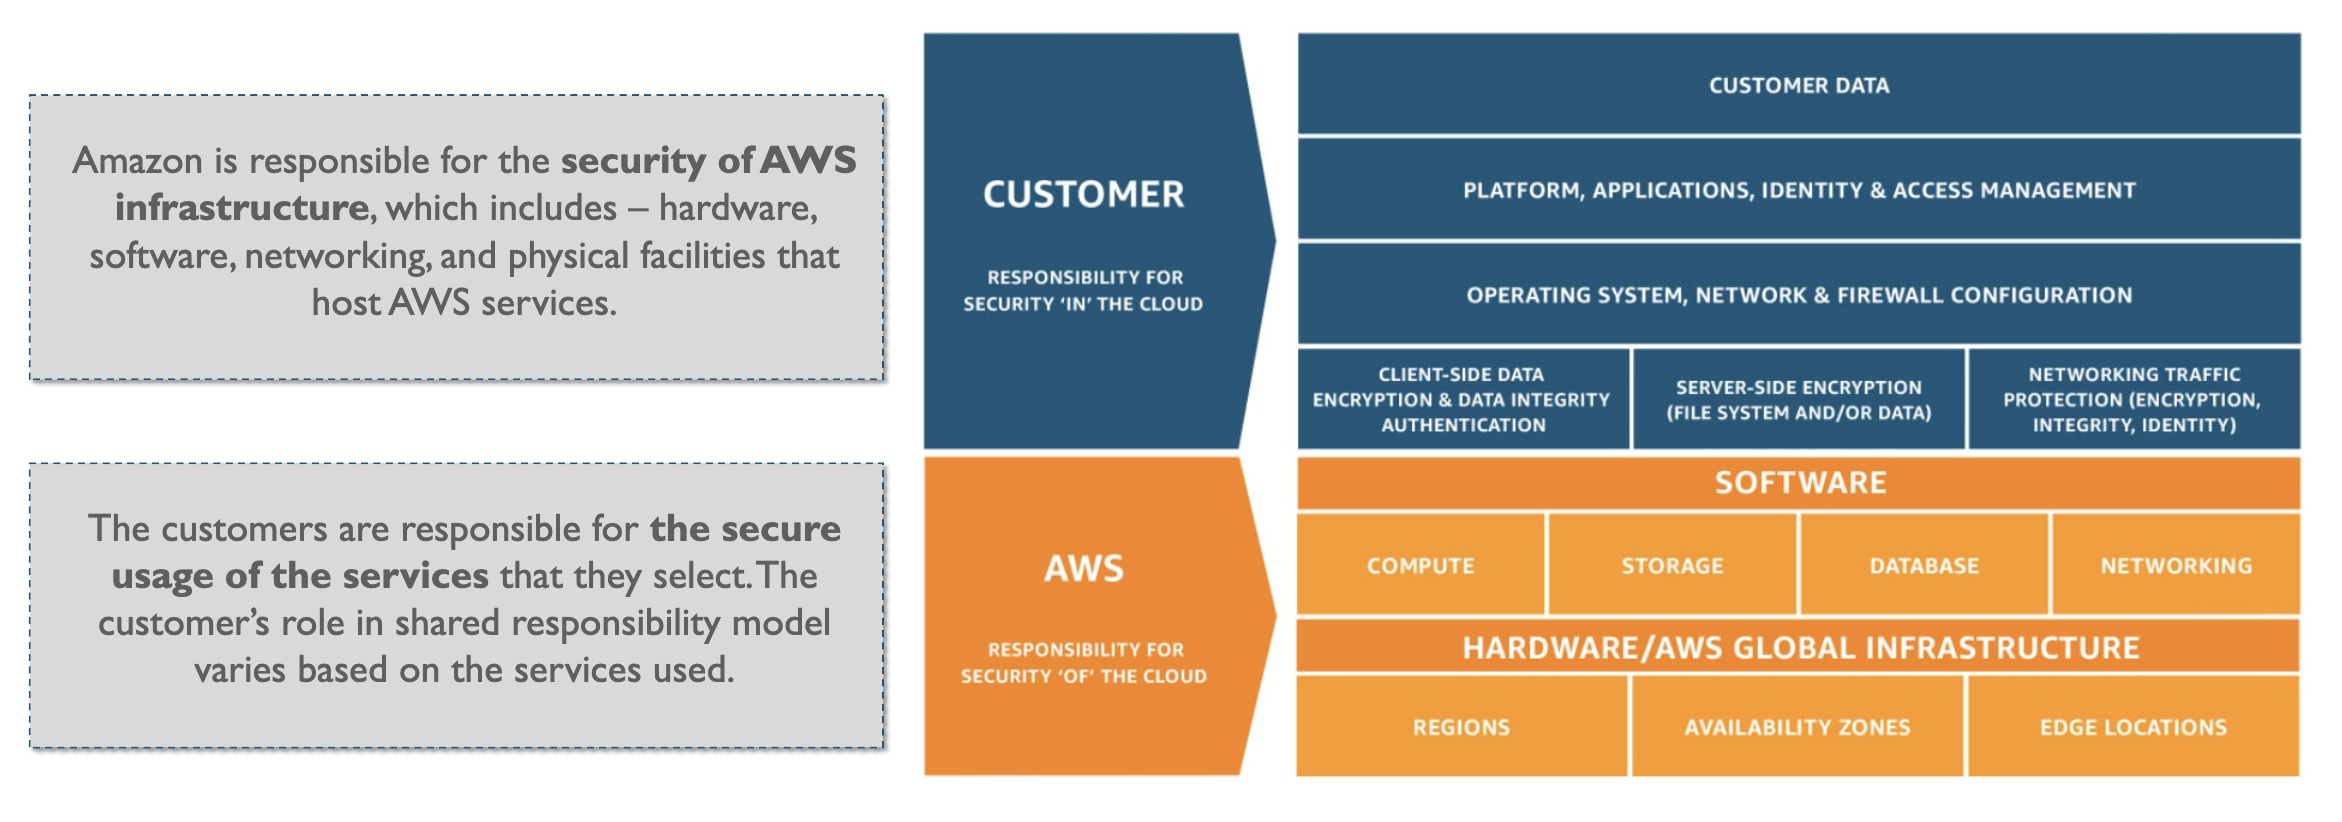 Amazon is responsible for the security of AWS
infrastructure, which includes – hardware,
software, networking, and physical facilities that
host AWS services.
The customers are responsible for the secure
usage of the services that they select. The
customer’s role in shared responsibility model
varies based on the services used.
CUSTOMER
RESPONSIBILITY FOR
SECURITY ‘IN’ THE CLOUD
CUSTOMER DATA
PLATFORM, APPLICATIONS, IDENTITY & ACCESS MANAGEMENT
OPERATING SYSTEM, NETWORK & FIREWALL CONFIGURATION
CLIENT-SIDE DATA
ENCRYPTION & DATA INTEGRITY
AUTHENTICATION
SERVER-SIDE ENCRYPTION
(FILE SYSTEM AND/OR DATA)
NETWORKING TRAFFIC
PROTECTION (ENCRYPTION,
INTEGRITY, IDENTITY)
AWS
RESPONSIBILITY FOR
SECURITY ‘OF’ THE CLOUD
SOFTWARE
COMPUTE
STORAGE
DATABASE
NETWORKING
HARDWARE/AWS GLOBAL INFRASTRUCTURE
REGIONS
AVAILABILITY ZONES
EDGE LOCATIONS